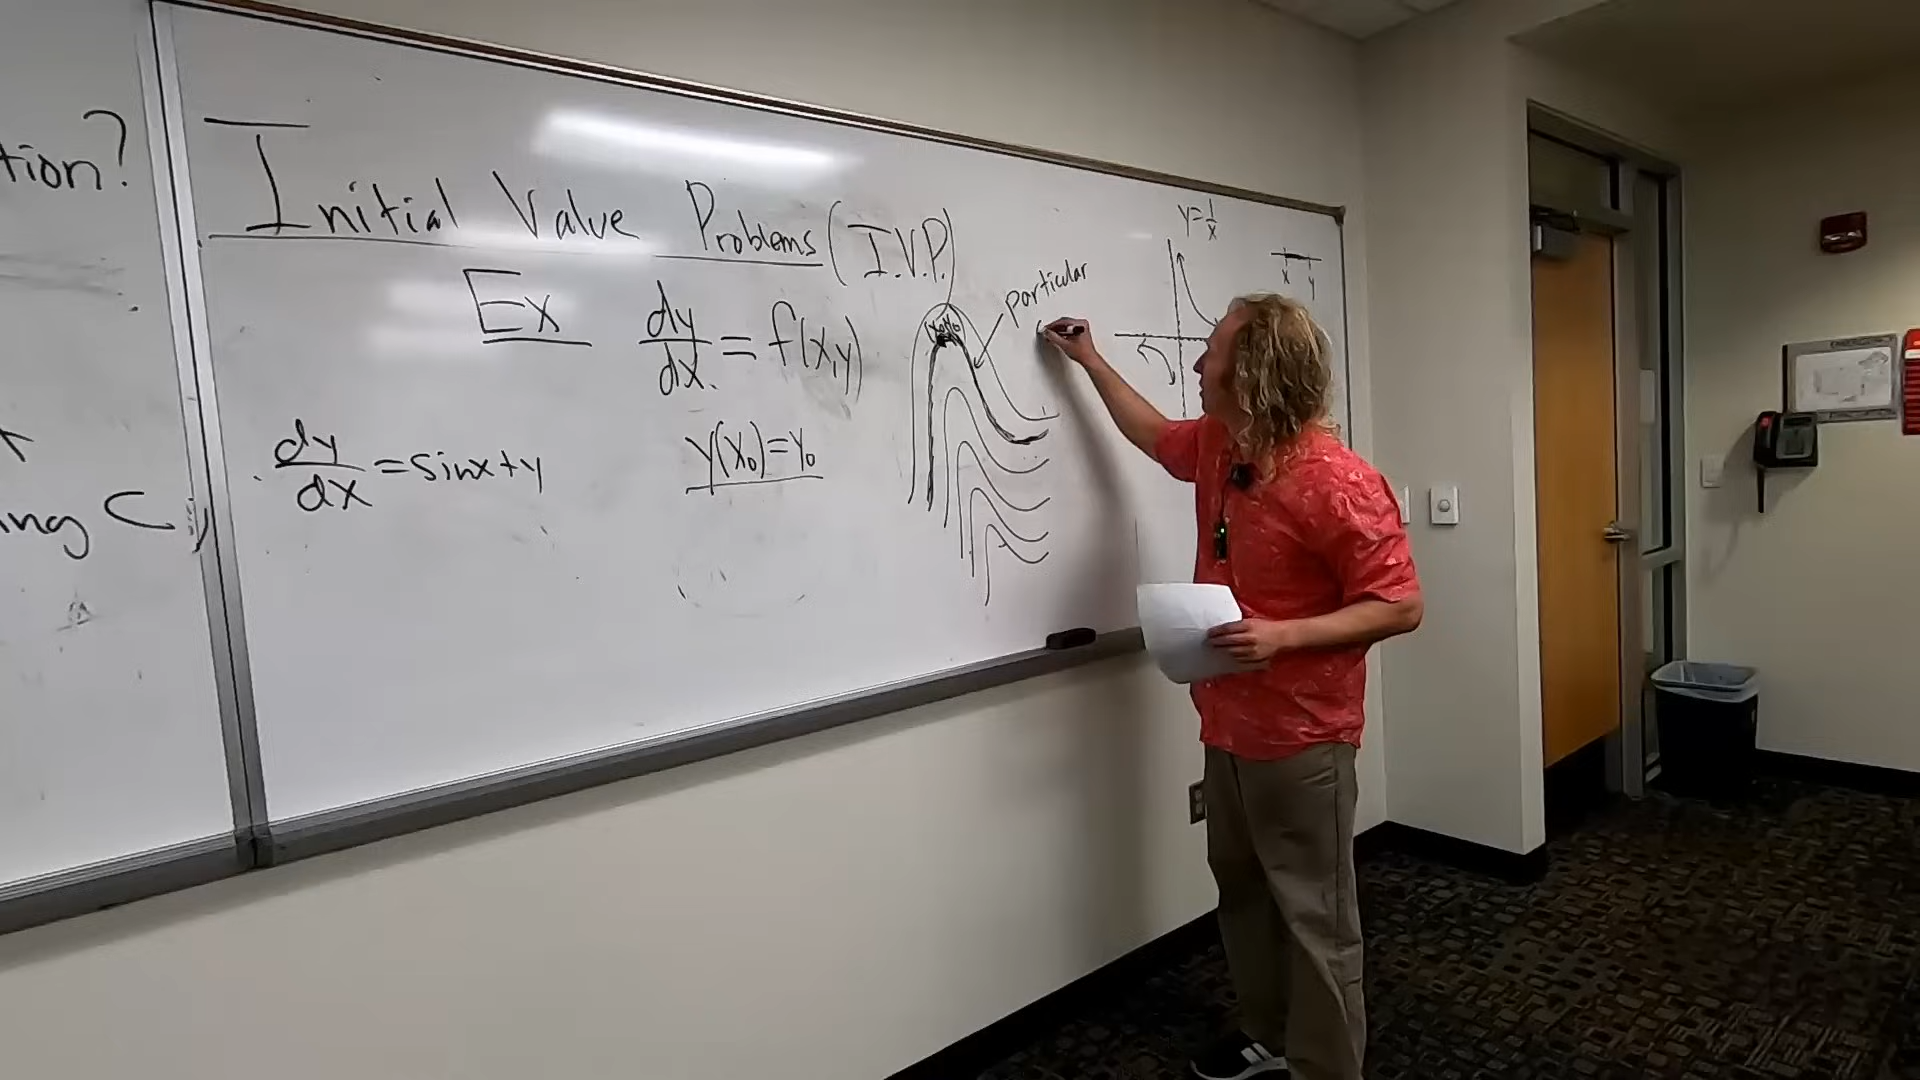 tion?
ing C
Initial Value Problems (I.V.P.)
Ex dy/dx = f(x,y)
y(x₀)=y₀
dy/dx = sinx+y
(x₀,y₀)
particular
y=1/x
x y